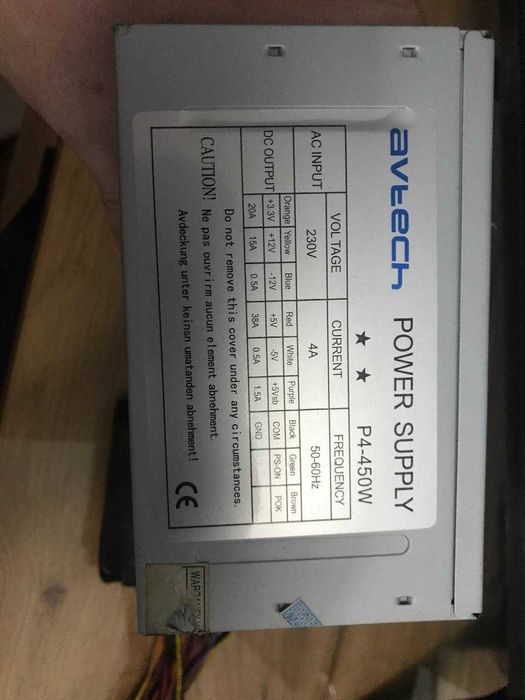 avtech POWER SUPPLY
★ ★ P4-450W
VOLTAGE CURRENT FREQUENCY
AC INPUT 230V 4A 50-60Hz
Orange Yellow Blue Red White Purple Black Green Brown
DC OUTPUT +3.3V +12V -12V +5V -5V +5Vsb COM PS-ON POK
20A 15A 0.5A 38A 0.5A 1.5A GND
Do not remove this cover under any circumstances.
CAUTION! Ne pas ouvrirm aucun element abnehment.
Avdeckung unter keinsn umatanden abnehment!
CE